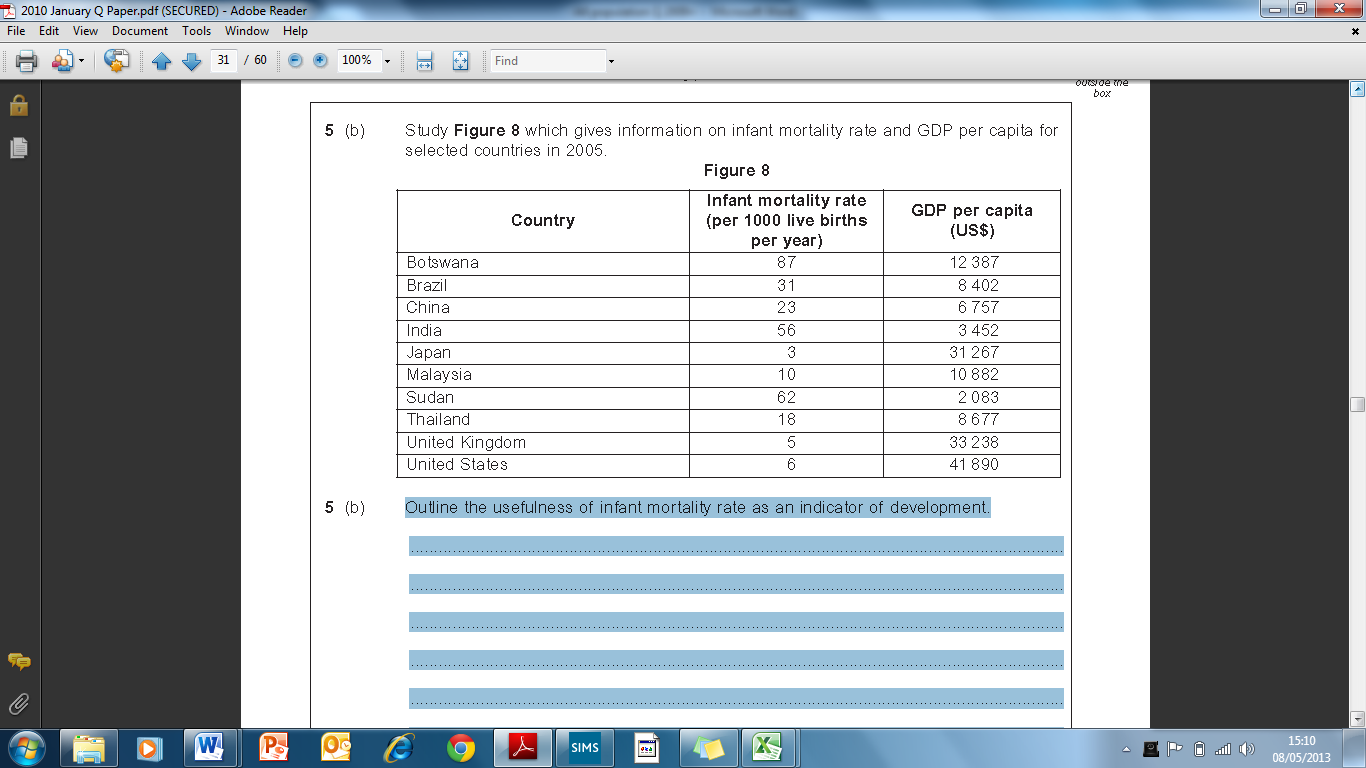 2010 January Q Paper.pdf (SECURED) - Adobe Reader
File Edit View Document Tools Window Help
31 / 60 100% Find
outside the
box
5 (b) Study Figure 8 which gives information on infant mortality rate and GDP per capita for
selected countries in 2005.
Figure 8
Country Infant mortality rate (per 1000 live births per year) GDP per capita (US$)
Botswana 87 12 387
Brazil 31 8 402
China 23 6 757
India 56 3 452
Japan 3 31 267
Malaysia 10 10 882
Sudan 62 2 083
Thailand 18 8 677
United Kingdom 5 33 238
United States 6 41 890
5 (b) Outline the usefulness of infant mortality rate as an indicator of development.
SIMS
15:10
08/05/2013